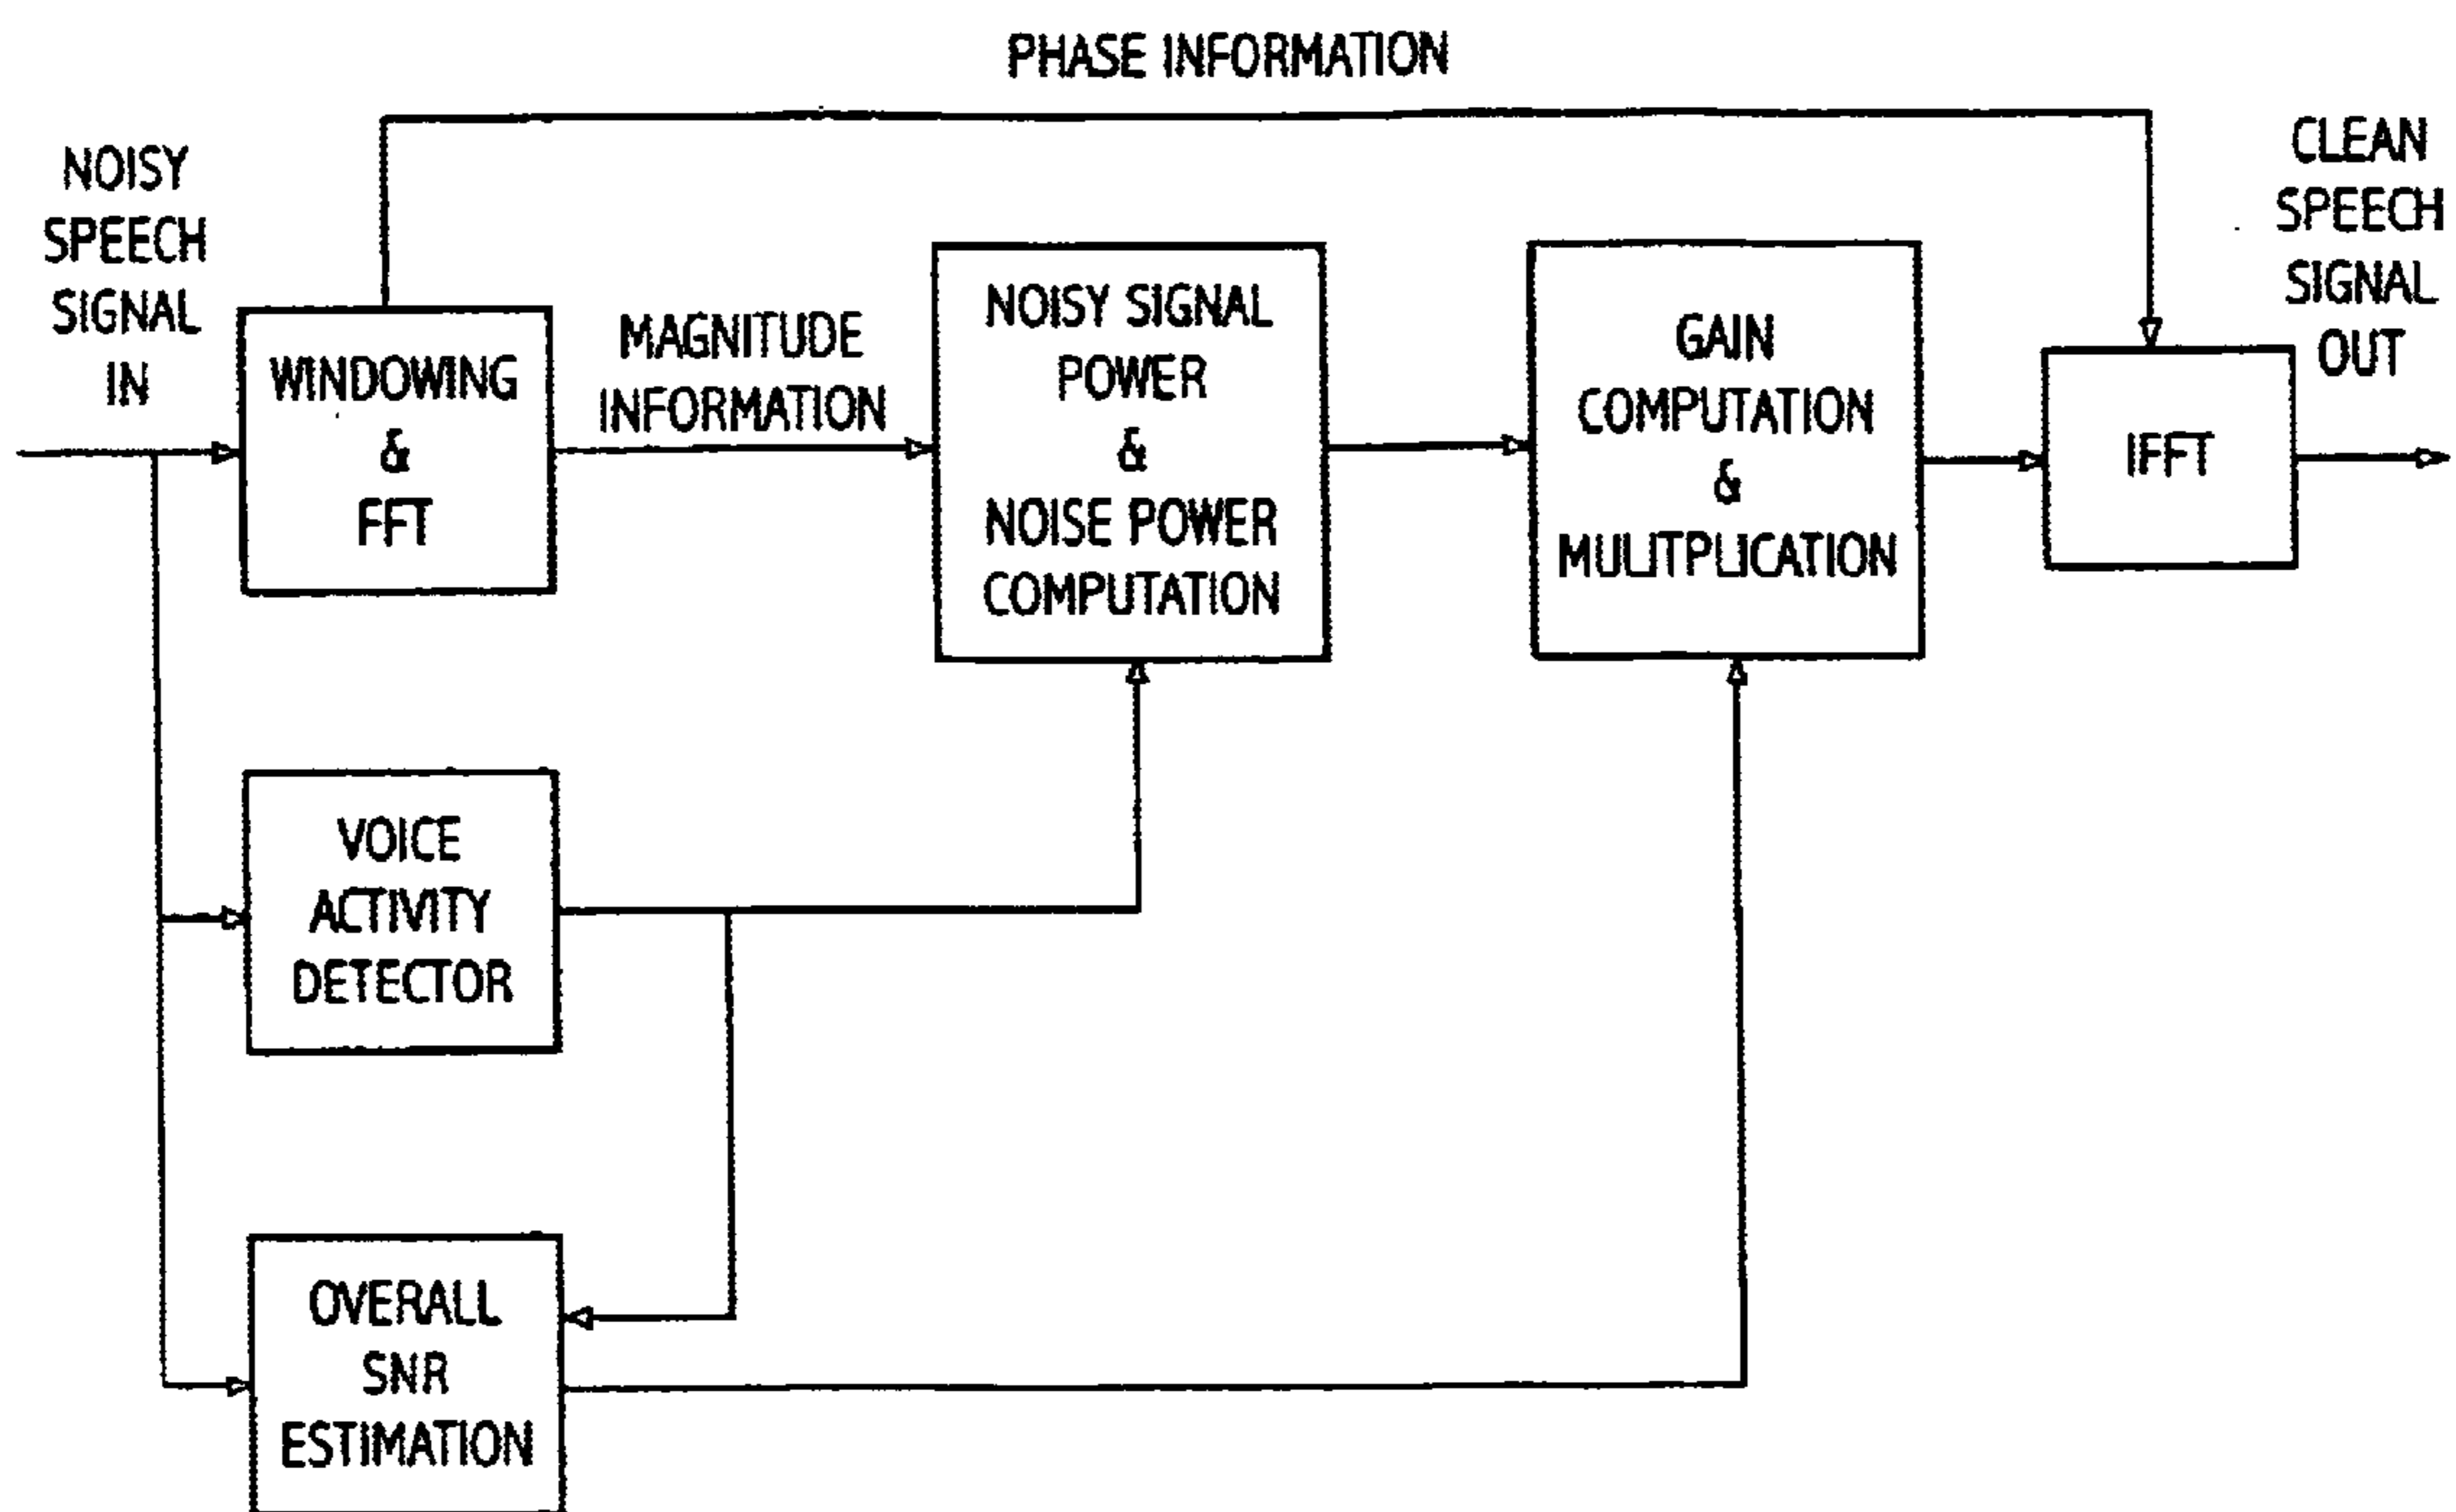 PHASE INFORMATION
NOISY
SPEECH
SIGNAL
IN
WINDOWING
&
FFT
MAGNITUDE
INFORMATION
NOISY SIGNAL
POWER
&
NOISE POWER
COMPUTATION
GAIN
COMPUTATION
&
MULITPLICATION
IFFT
CLEAN
SPEECH
SIGNAL
OUT
VOICE
ACTIVITY
DETECTOR
OVERALL
SNR
ESTIMATION